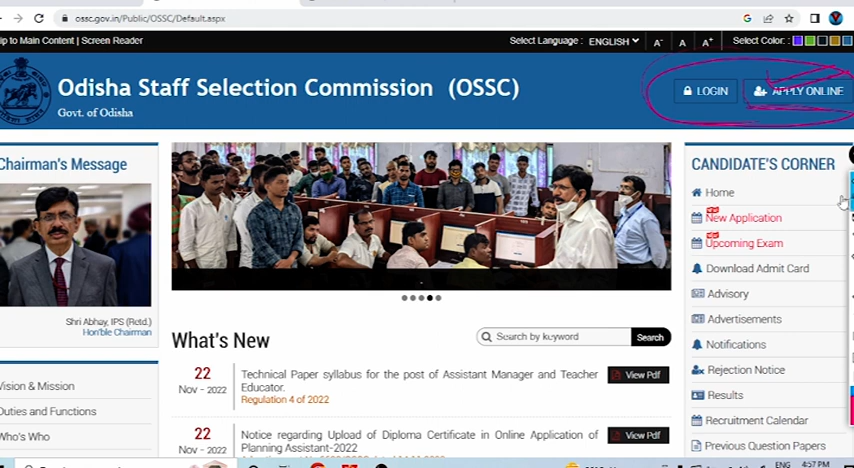 ossc.gov.in/Public/OSSC/Default.aspx
ip to Main Content | Screen Reader
Select Language : ENGLISH A- A A+ Select Color :
Odisha Staff Selection Commission (OSSC)
Govt. of Odisha
LOGIN
APPLY ONLINE
Chairman's Message
Shri Abhay, IPS (Retd.)
Hon'ble Chairman
Vision & Mission
Duties and Functions
Who's Who
What's New
Search by keyword
Search
22
Nov - 2022
Technical Paper syllabus for the post of Assistant Manager and Teacher
Educator.
Regulation 4 of 2022
View Pdf
22
Nov - 2022
Notice regarding Upload of Diploma Certificate in Online Application of
Planning Assistant-2022
View Pdf
CANDIDATE'S CORNER
Home
New Application
Upcoming Exam
Download Admit Card
Advisory
Advertisements
Notifications
Rejection Notice
Results
Recruitment Calendar
Previous Question Papers
ENG
4:57 PM